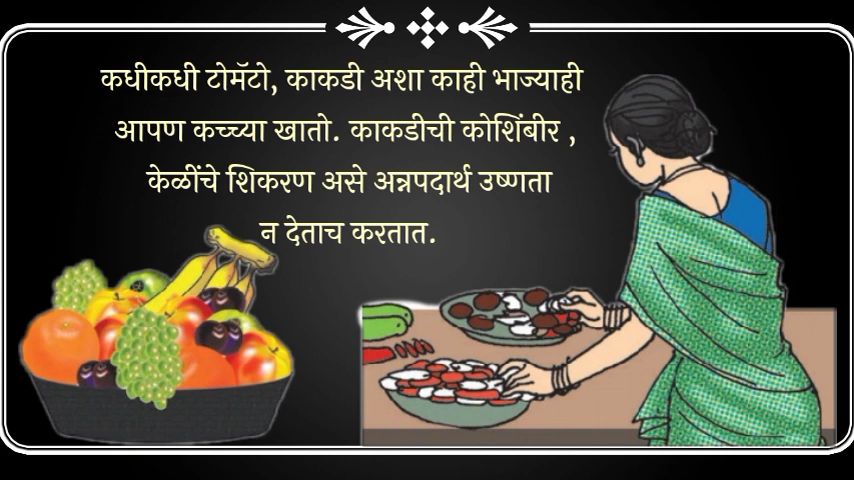 कधीकधी टोमॅटो, काकडी अशा काही भाज्याही
आपण कच्च्या खातो. काकडीची कोशिंबीर ,
केळींचे शिकरण असे अन्नपदार्थ उष्णता
न देताच करतात.